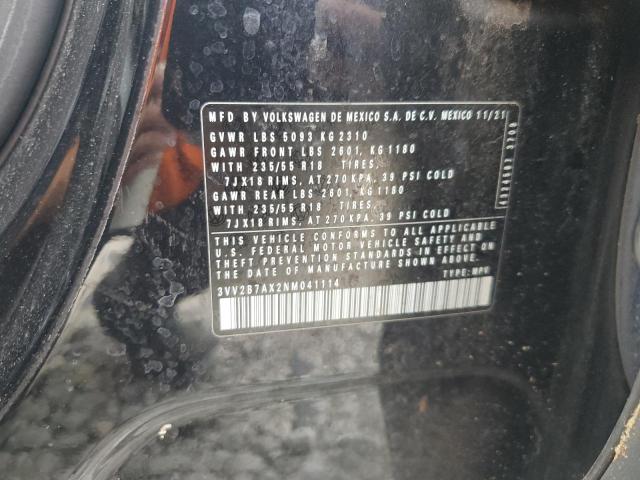 MFD BY VOLKSWAGEN DE MEXICO S.A. DE C.V. MEXICO 11/21
GVWR LBS 5093 KG 2310
GAWR FRONT LBS 2601, KG 1180
WITH 235/55 R18 TIRES,
7JX18 RIMS, AT 270 KPA, 39 PSI COLD
GAWR REAR LBS 2601, KG 1180
WITH 235/55 R18 TIRES,
7JX18 RIMS, AT 270 KPA, 39 PSI COLD
THIS VEHICLE CONFORMS TO ALL APPLICABLE
U.S. FEDERAL MOTOR VEHICLE SAFETY AND
THEFT PREVENTION STANDARDS IN EFFECT ON
THE DATE OF MANUFACTURE SHOWN ABOVE.
3VV2B7AX2NM041114 TYPE: MPV